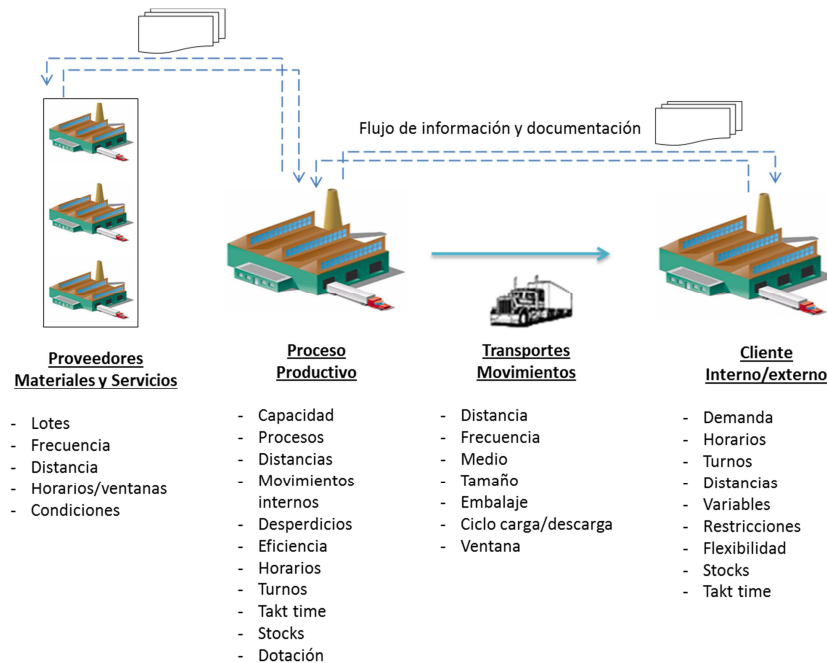 Flujo de información y documentación
Proveedores
Materiales y Servicios
- Lotes
- Frecuencia
- Distancia
- Horarios/ventanas
- Condiciones
Proceso
Productivo
- Capacidad
- Procesos
- Distancias
- Movimientos
internos
- Desperdicios
- Eficiencia
- Horarios
- Turnos
- Takt time
- Stocks
- Dotación
Transportes
Movimientos
- Distancia
- Frecuencia
- Medio
- Tamaño
- Embalaje
- Ciclo carga/descarga
- Ventana
Cliente
Interno/externo
- Demanda
- Horarios
- Turnos
- Distancias
- Variables
- Restricciones
- Flexibilidad
- Stocks
- Takt time